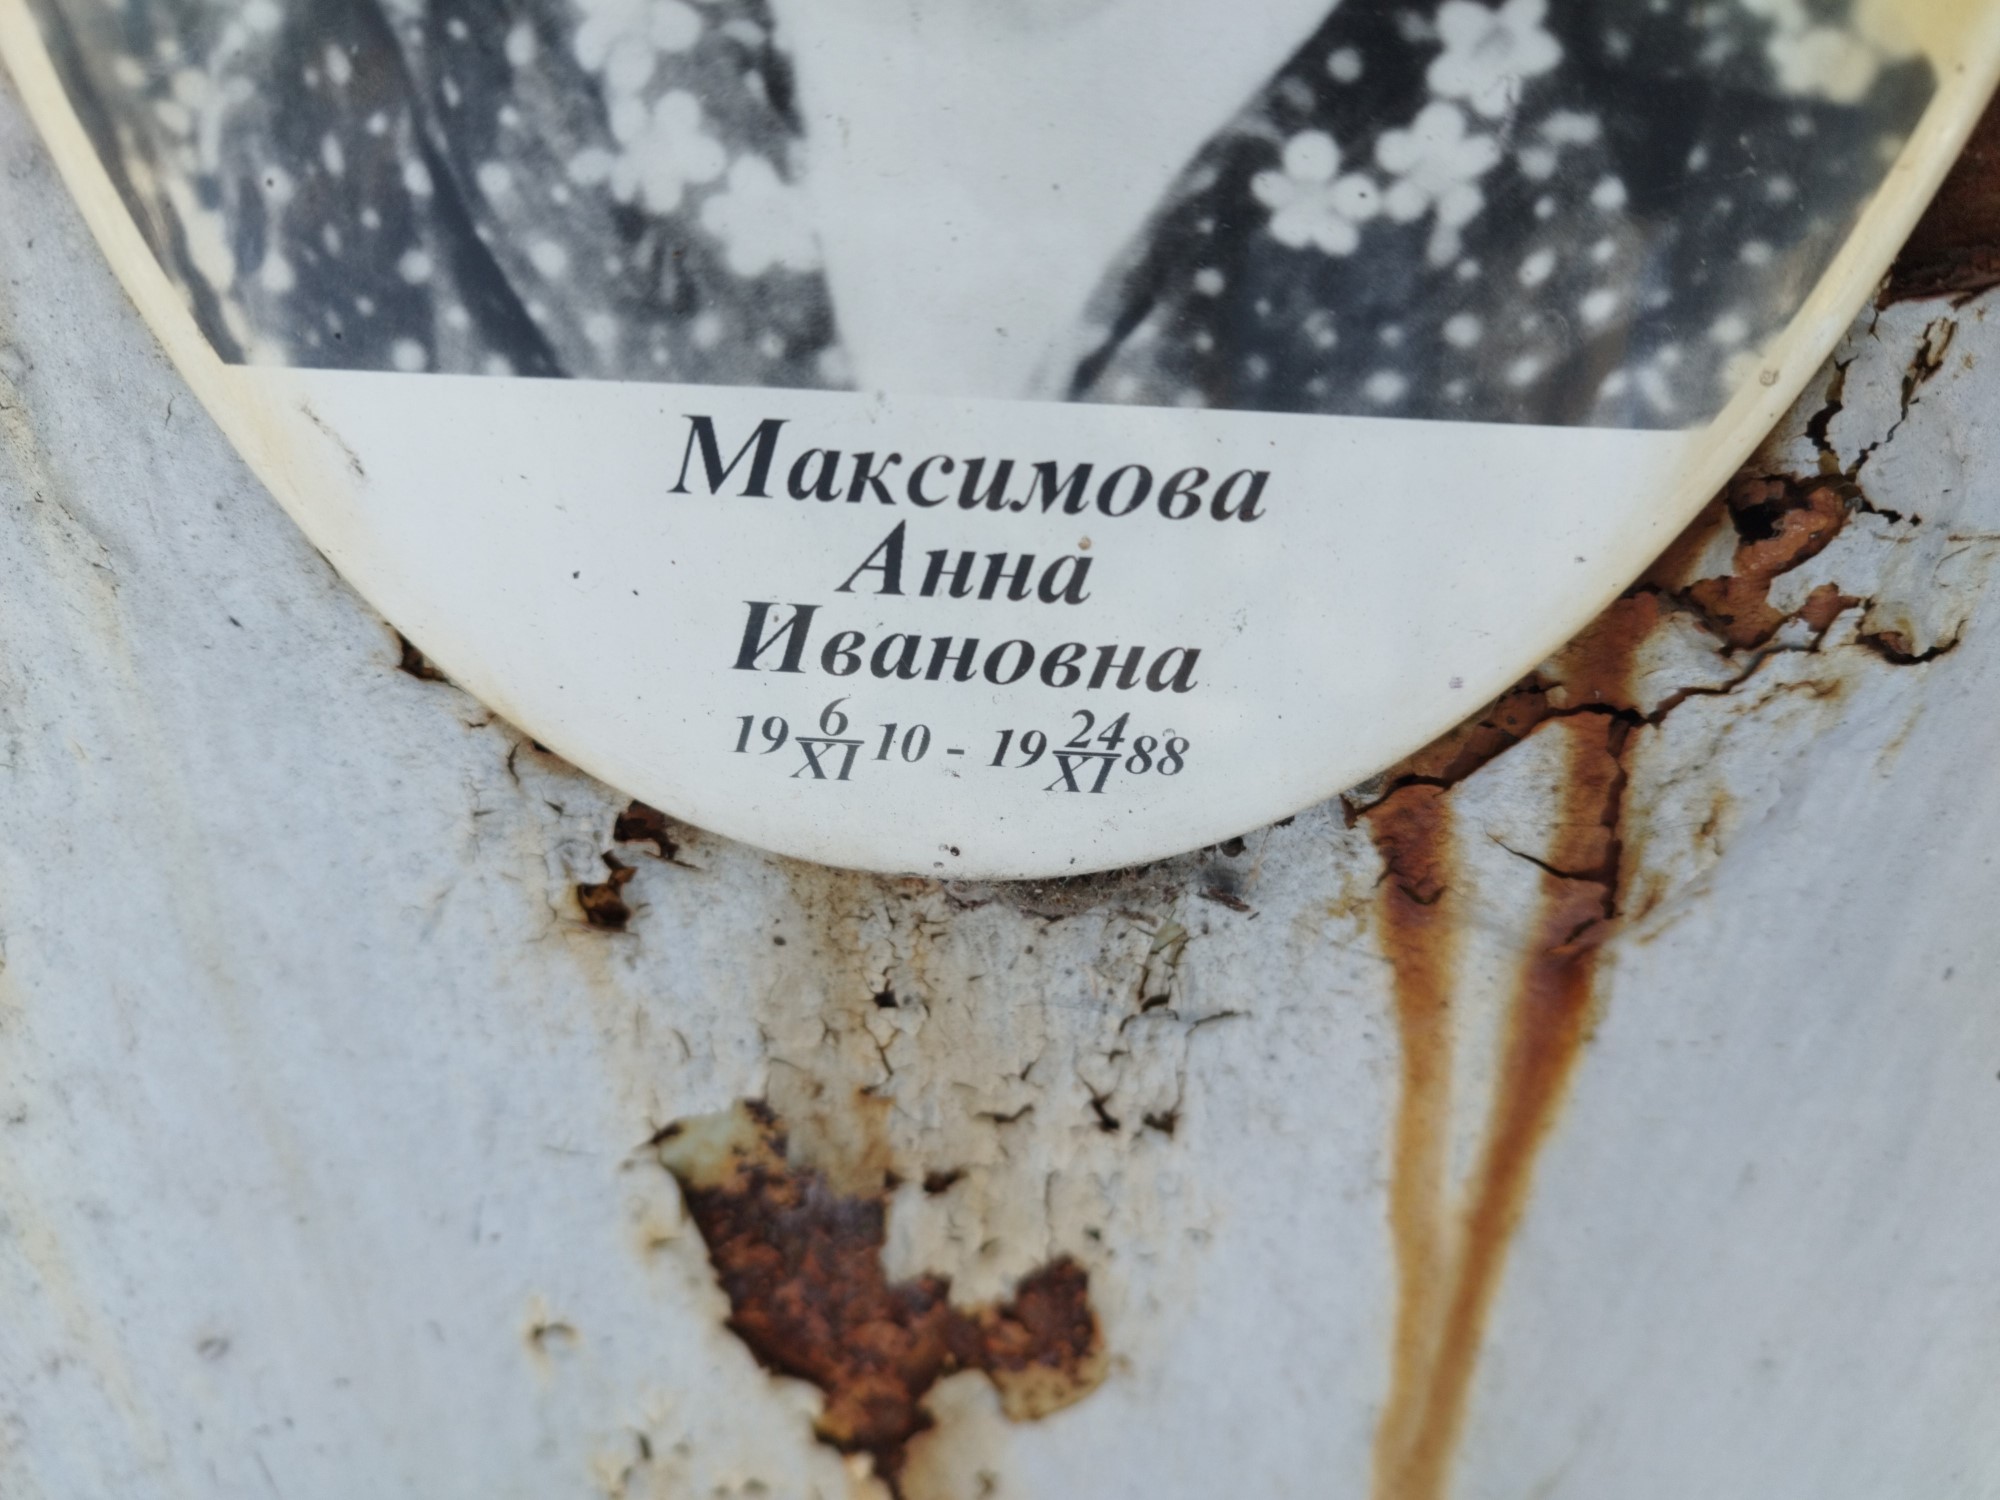 Максимова
Анна
Ивановна
19 6/XI 10 - 19 24/XI 88